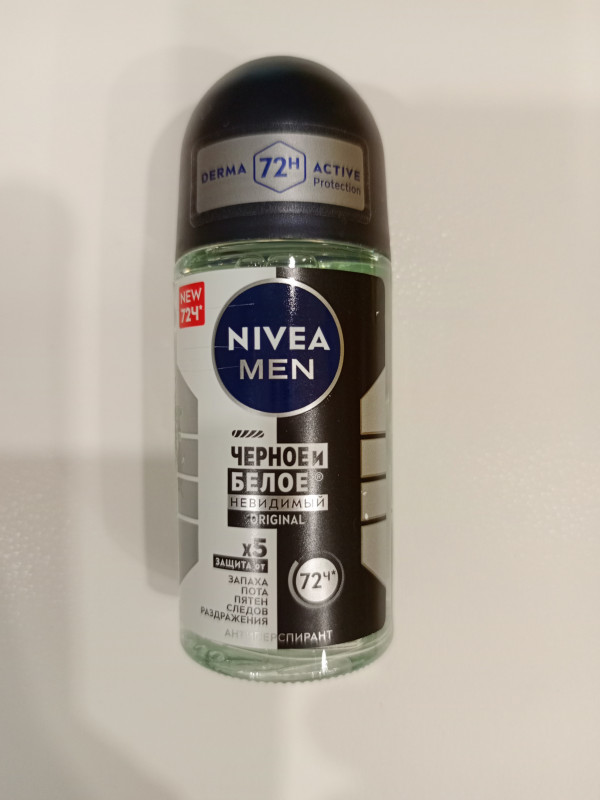 DERMA 72H ACTIVE
Protection
NEW
72Ч*
NIVEA
MEN
ЧЕРНОЕ и
БЕЛОЕ®
НЕВИДИМЫЙ
ORIGINAL
x5
ЗАЩИТА от
ЗАПАХА
ПОТА
ПЯТЕН
СЛЕДОВ
РАЗДРАЖЕНИЯ
72Ч*
АНТИПЕРСПИРАНТ